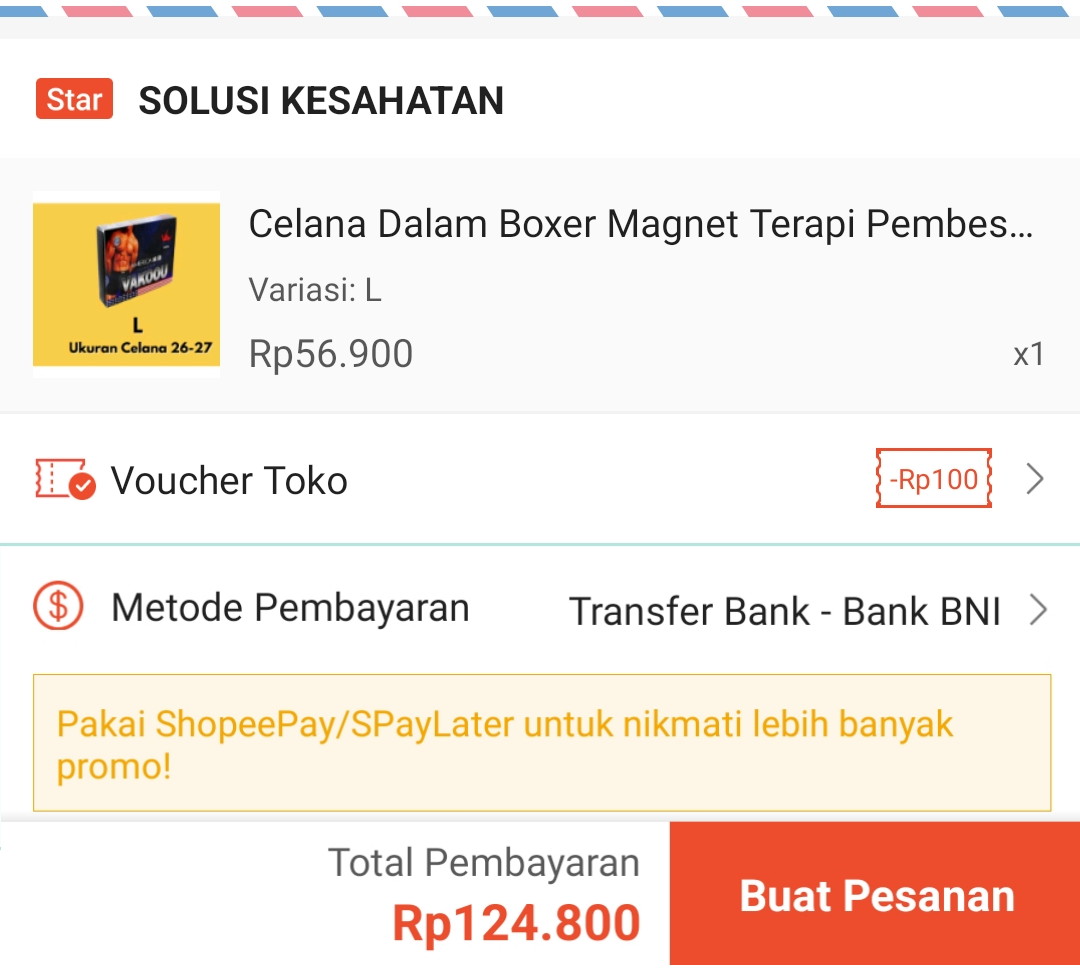 Star SOLUSI KESAHATAN
Celana Dalam Boxer Magnet Terapi Pembes...
VAKOOU
L
Ukuran Celana 26-27
Variasi: L
Rp56.900
x1
Voucher Toko
-Rp100
Metode Pembayaran
Transfer Bank - Bank BNI
Pakai ShopeePay/SPayLater untuk nikmati lebih banyak
promo!
Total Pembayaran
Rp124.800
Buat Pesanan